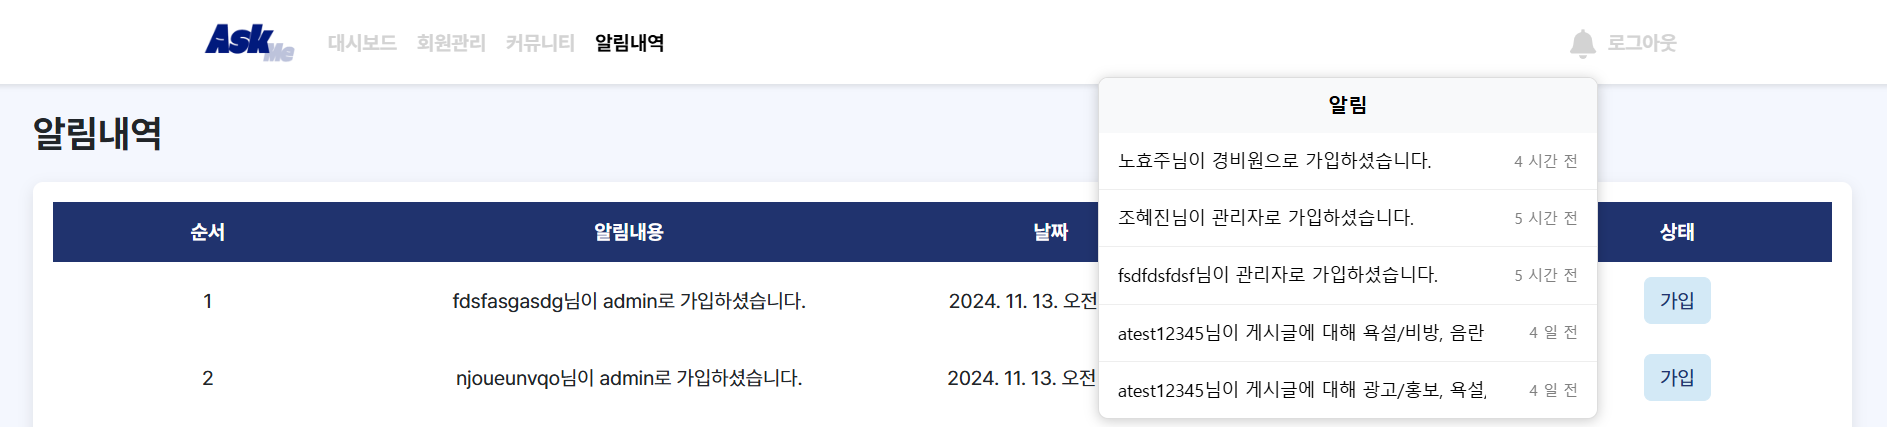 AskMe 대시보드 회원관리 커뮤니티 알림내역 로그아웃
알림내역
알림
노효주님이 경비원으로 가입하셨습니다. 4 시간 전
조혜진님이 관리자로 가입하셨습니다. 5 시간 전
fsdfdsfdsf님이 관리자로 가입하셨습니다. 5 시간 전
atest12345님이 게시글에 대해 욕설/비방, 음란 4 일 전
atest12345님이 게시글에 대해 광고/홍보, 욕설, 4 일 전
순서 알림내용 날짜 상태
1 fdsfasgasdg님이 admin로 가입하셨습니다. 2024. 11. 13. 오전 가입
2 njoueunvqo님이 admin로 가입하셨습니다. 2024. 11. 13. 오전 가입